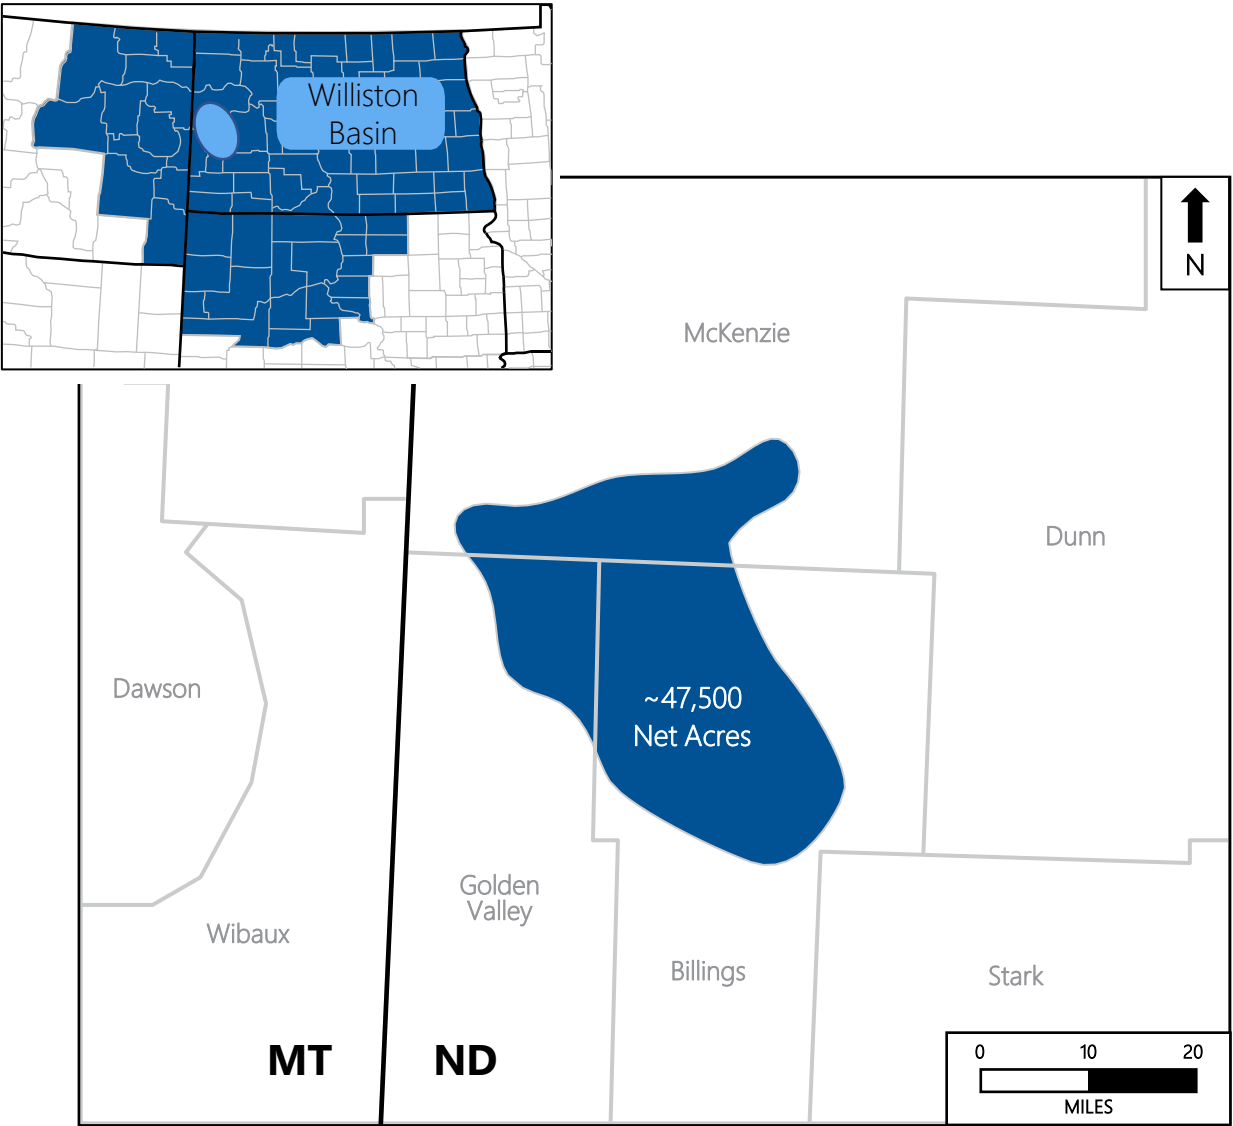 Williston
Basin
N
McKenzie
Dunn
Dawson
~47,500
Net Acres
Golden
Valley
Wibaux
Billings
Stark
MT
ND
0 10 20
MILES